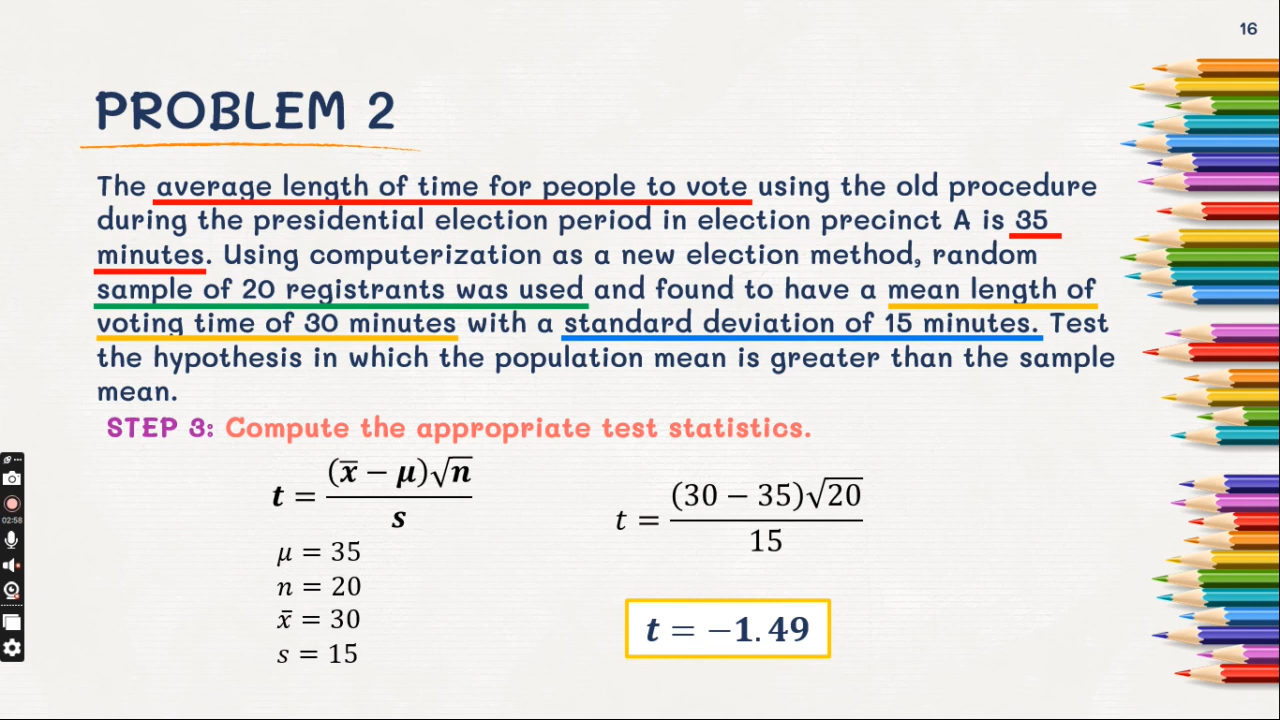 16
PROBLEM 2
The average length of time for people to vote using the old procedure
during the presidential election period in election precinct A is 35
minutes. Using computerization as a new election method, random
sample of 20 registrants was used and found to have a mean length of
voting time of 30 minutes with a standard deviation of 15 minutes. Test
the hypothesis in which the population mean is greater than the sample
mean.
STEP 3: Compute the appropriate test statistics.
t = (x̄ − μ)√n / s
μ = 35
n = 20
x̄ = 30
s = 15
t = (30 − 35)√20 / 15
t = −1.49
02:58